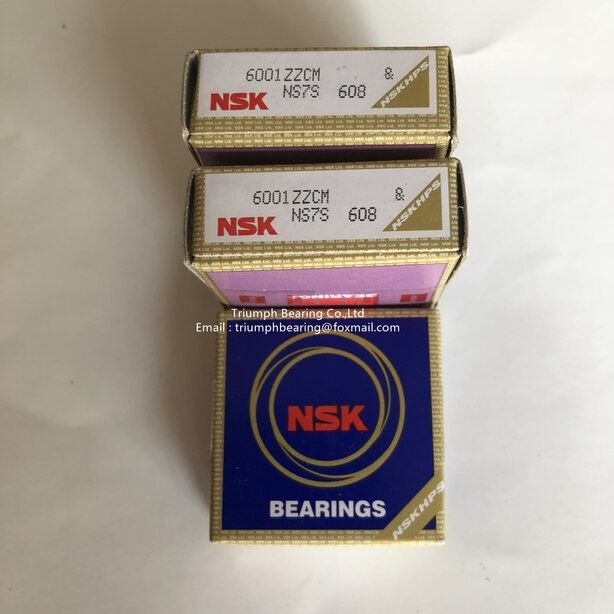 6001ZZCM &
NSK NS7S 608 NSKHPS
6001ZZCM &
NSK NS7S 608 NSKHPS
BEARINGS
Triumph Bearing Co.,Ltd
Email : triumphbearing@foxmail.com
NSK
BEARINGS
NSKHPS